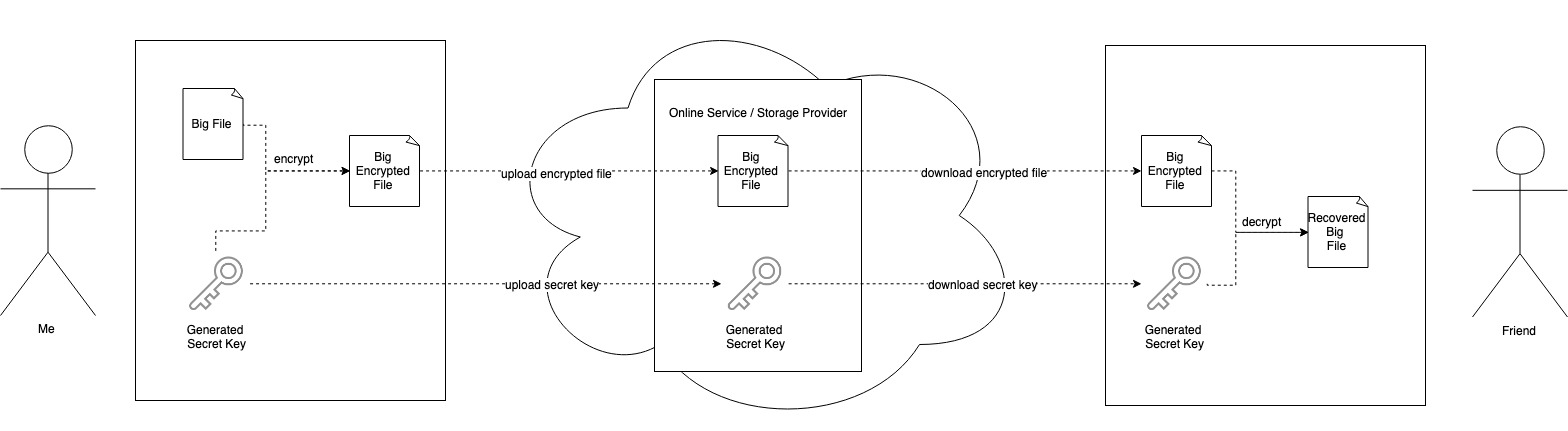 Online Service / Storage Provider
Big File
encrypt
Big
Encrypted
File
upload encrypted file
Big
Encrypted
File
download encrypted file
Big
Encrypted
File
decrypt
Recovered
Big
File
upload secret key
download secret key
Generated
Secret Key
Generated
Secret Key
Generated
Secret Key
Me
Friend